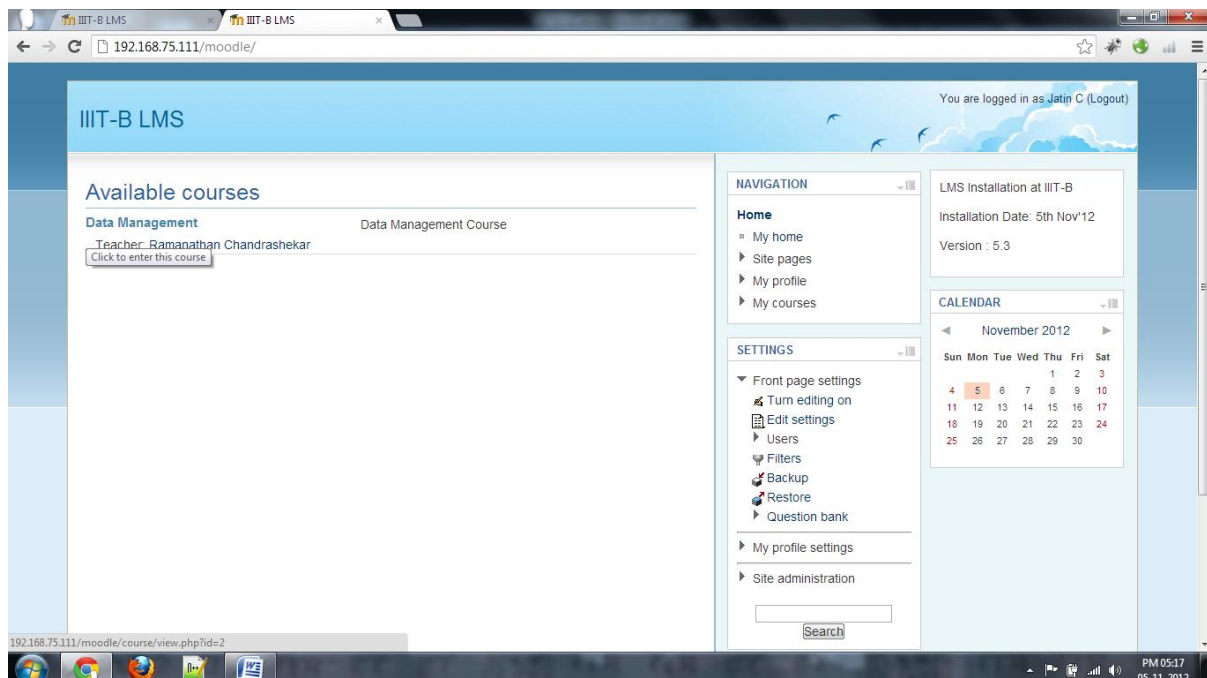 IIIT-B LMS
IIIT-B LMS
192.168.75.111/moodle/
IIIT-B LMS
You are logged in as Jatin C (Logout)
Available courses
Data Management
Data Management Course
Teacher: Ramanathan Chandrashekar
Click to enter this course
NAVIGATION
Home
My home
Site pages
My profile
My courses
SETTINGS
Front page settings
Turn editing on
Edit settings
Users
Filters
Backup
Restore
Question bank
My profile settings
Site administration
Search
LMS Installation at IIIT-B
Installation Date: 5th Nov'12
Version : 5.3
CALENDAR
November 2012
Sun Mon Tue Wed Thu Fri Sat
1 2 3
4 5 6 7 8 9 10
11 12 13 14 15 16 17
18 19 20 21 22 23 24
25 26 27 28 29 30
192.168.75.111/moodle/course/view.php?id=2
PM 05:17
05-11-2012